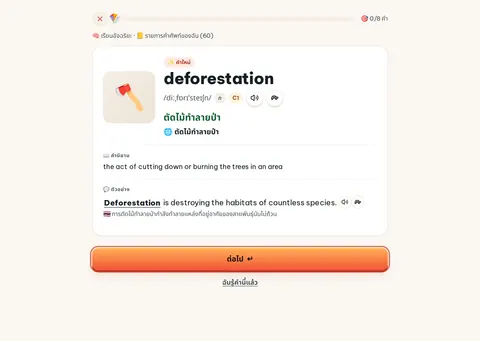 0/8 คำ
เรียนอัจฉริยะ · รายการคำศัพท์ของฉัน (60)
คำใหม่
deforestation
/diːˌfɒrɪˈsteɪʃn/ n C1
ตัดไม้ทำลายป่า
ตัดไม้ทำลายป่า
คำนิยาม
the act of cutting down or burning the trees in an area
ตัวอย่าง
Deforestation is destroying the habitats of countless species.
การตัดไม้ทำลายป่ากำลังทำลายแหล่งที่อยู่อาศัยของสายพันธุ์นับไม่ถ้วน
ต่อไป ↵
ฉันรู้คำนี้แล้ว